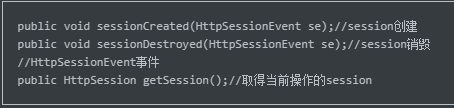 public void sessionCreated(HttpSessionEvent se);//session创建
public void sessionDestroyed(HttpSessionEvent se);//session销毁
//HttpSessionEvent事件
public HttpSession getSession();//取得当前操作的session